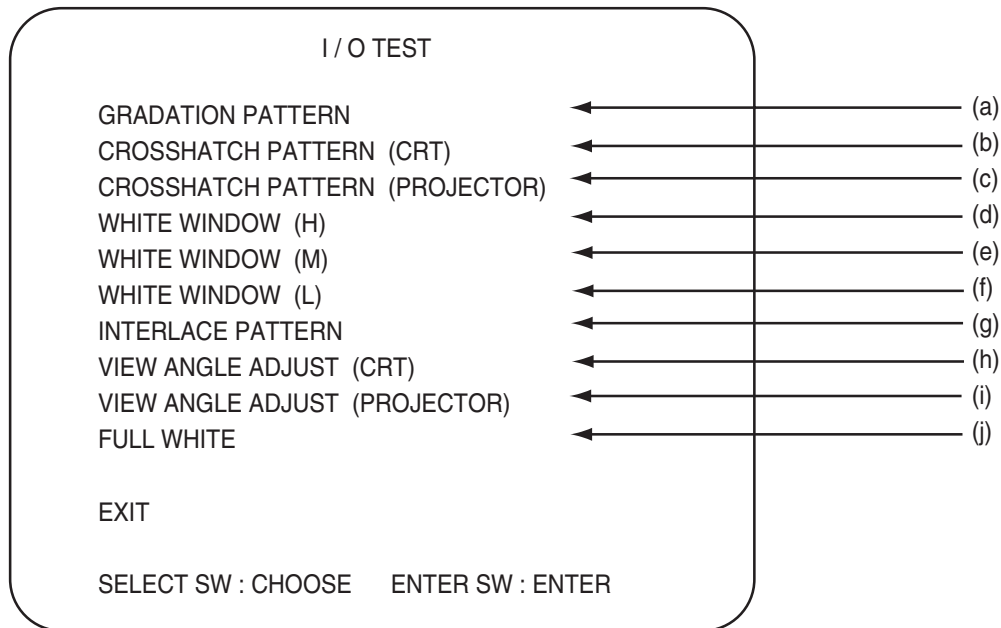 I / O TEST
GRADATION PATTERN (a)
CROSSHATCH PATTERN (CRT) (b)
CROSSHATCH PATTERN (PROJECTOR) (c)
WHITE WINDOW (H) (d)
WHITE WINDOW (M) (e)
WHITE WINDOW (L) (f)
INTERLACE PATTERN (g)
VIEW ANGLE ADJUST (CRT) (h)
VIEW ANGLE ADJUST (PROJECTOR) (i)
FULL WHITE (j)
EXIT
SELECT SW : CHOOSE ENTER SW : ENTER